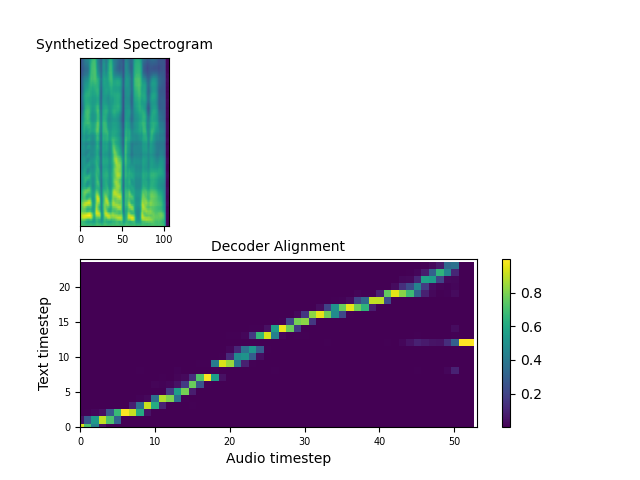 Synthetized Spectrogram
0 50 100
Decoder Alignment
Text timestep
20
15
10
5
0
0 10 20 30 40 50
Audio timestep
0.8
0.6
0.4
0.2